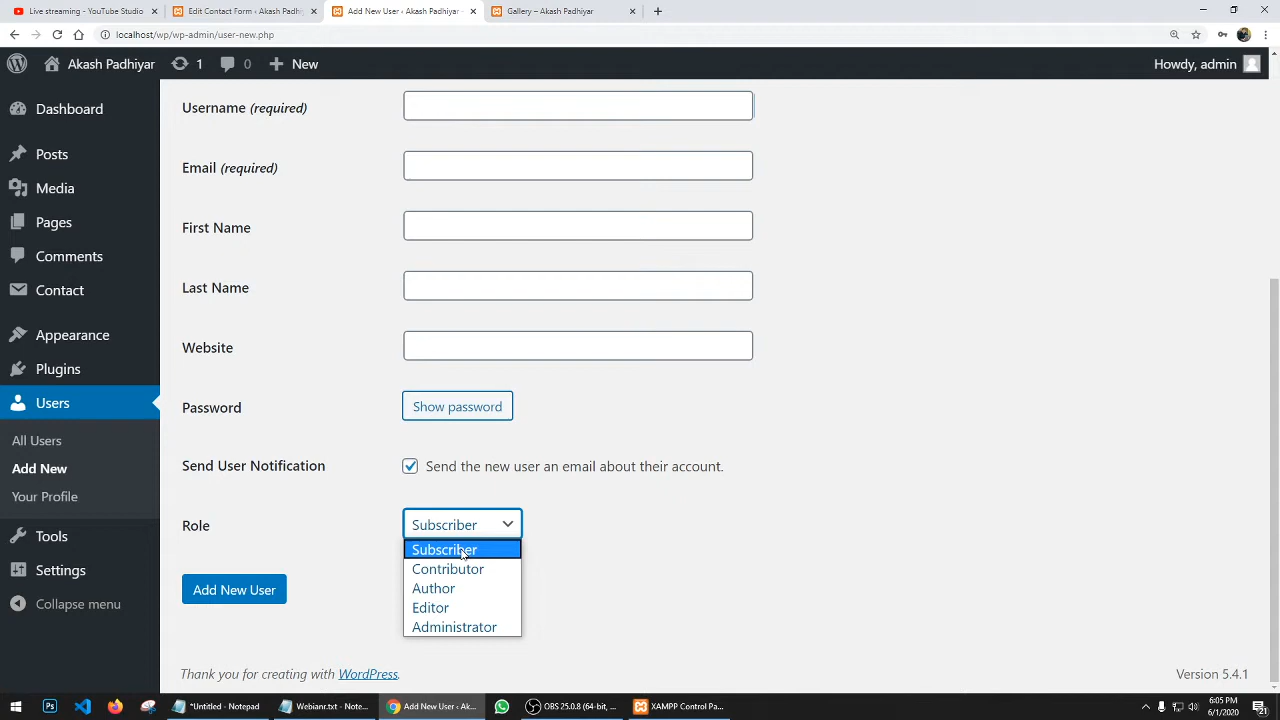 Live streaming - YouTube Studio
Edit Contact Form ‹ Akash Padhiy
Add New User ‹ Akash Padhiyar -
Gallery – Akash Padhiyar
localhost/wp/wp-admin/user-new.php
Akash Padhiyar
1
0
New
Howdy, admin
Dashboard
Posts
Media
Pages
Comments
Contact
Appearance
Plugins
Users
All Users
Add New
Your Profile
Tools
Settings
Collapse menu
Username (required)
Email (required)
First Name
Last Name
Website
Password
Show password
Send User Notification
Send the new user an email about their account.
Role
Subscriber
Subscriber
Contributor
Author
Editor
Administrator
Add New User
Thank you for creating with WordPress.
Version 5.4.1
*Untitled - Notepad
Webianr.txt - Note...
Add New User ‹ Ak...
OBS 25.0.8 (64-bit, ...
XAMPP Control Pa...
6:05 PM
6/1/2020
21